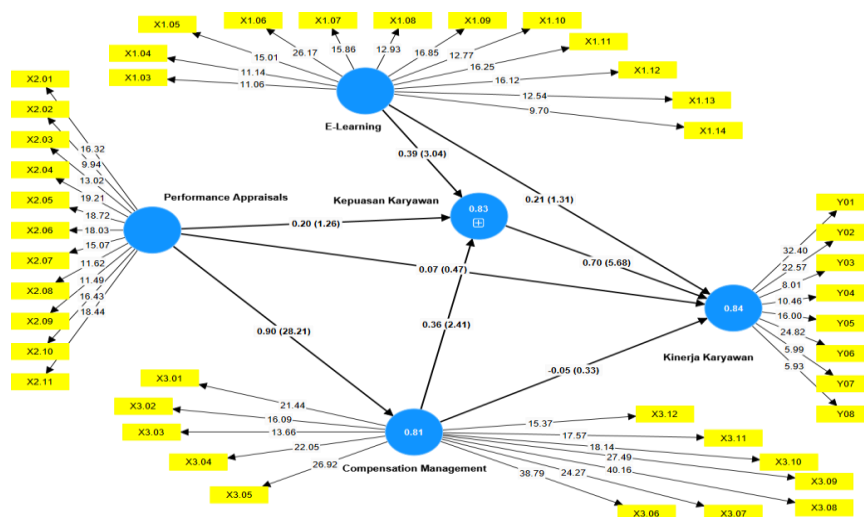 X1.05
X1.06
X1.07
X1.08
X1.09
X1.10
X1.11
X1.04
X1.12
X1.03
X1.13
X1.14
15.01
26.17
15.86
12.93
16.85
12.77
16.25
11.14
16.12
11.06
12.54
9.70
E-Learning
X2.01
X2.02
X2.03
X2.04
X2.05
X2.06
X2.07
X2.08
X2.09
X2.10
X2.11
16.32
9.94
13.02
19.21
18.72
18.03
15.07
11.62
11.49
16.43
18.44
Performance Appraisals
0.39 (3.04)
0.21 (1.31)
Kepuasan Karyawan
0.83
0.20 (1.26)
0.07 (0.47)
0.70 (5.68)
0.90 (28.21)
0.36 (2.41)
-0.05 (0.33)
Y01
Y02
Y03
Y04
Y05
Y06
Y07
Y08
32.40
22.57
8.01
10.46
16.00
24.82
5.99
5.93
0.84
Kinerja Karyawan
X3.01
X3.02
X3.03
X3.04
X3.05
21.44
16.09
13.66
22.05
26.92
0.81
Compensation Management
15.37
17.57
18.14
27.49
40.16
24.27
38.79
X3.12
X3.11
X3.10
X3.09
X3.08
X3.07
X3.06